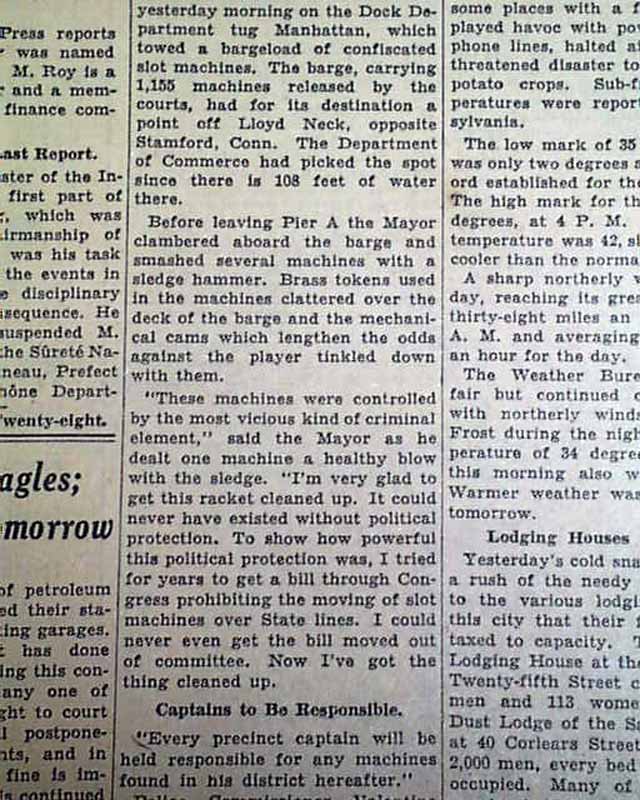 Press reports
was named
M. Roy is a
and a mem-
finance com-
Last Report.
ster of the In-
first part of
which was
airmanship of
was his task
the events in
disciplinary
sequence. He
suspended M.
the Sûreté Na-
neau, Prefect
hône Depart-
Twenty-eight.
agles;
morrow
of petroleum
ed their sta-
ing garages.
has done
ing this con-
any one of
ght to court
postpone-
nts, and in
fine is im-
is continued
yesterday morning on the Dock De-
partment tug Manhattan, which
towed a bargeload of confiscated
slot machines. The barge, carrying
1,155 machines released by the
courts, had for its destination a
point off Lloyd Neck, opposite
Stamford, Conn. The Department
of Commerce had picked the spot
since there is 108 feet of water
there.
Before leaving Pier A the Mayor
clambered aboard the barge and
smashed several machines with a
sledge hammer. Brass tokens used
in the machines clattered over the
deck of the barge and the mechani-
cal cams which lengthen the odds
against the player tinkled down
with them.
"These machines were controlled
by the most vicious kind of criminal
element," said the Mayor as he
dealt one machine a healthy blow
with the sledge. "I'm very glad to
get this racket cleaned up. It could
never have existed without political
protection. To show how powerful
this political protection was, I tried
for years to get a bill through Con-
gress prohibiting the moving of slot
machines over State lines. I could
never even get the bill moved out
of committee. Now I've got the
thing cleaned up.
Captains to Be Responsible.
"Every precinct captain will be
held responsible for any machines
found in his district hereafter."
Police Commissioner Valentine
some places with a f
played havoc with pow
phone lines, halted ai
threatened disaster to
potato crops. Sub-f
peratures were repor
sylvania.
The low mark of 35
was only two degrees a
ord established for the
The high mark for th
degrees, at 4 P. M.
temperature was 42, si
cooler than the norma
A sharp northerly w
day, reaching its grea
thirty-eight miles an
A. M. and averaging
an hour for the day.
The Weather Bure
fair but continued c
with northerly winds
Frost during the nigh
perature of 34 degre
this morning also w
Warmer weather was
tomorrow.
Lodging Houses
Yesterday's cold sna
a rush of the needy
to the various lodgi
this city that their f
taxed to capacity. T
Lodging House at the
Twenty-fifth Street c
men and 113 wome
Dust Lodge of the Sa
at 40 Corlears Street
2,000 men, every bed
occupied. Many of